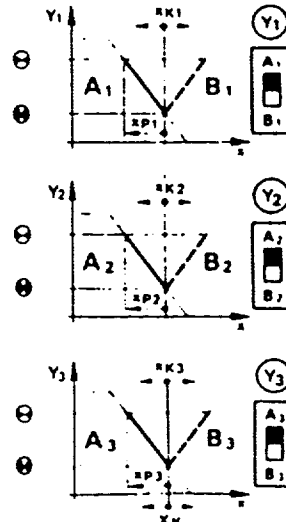 Y1 xK1 Y1
A1 B1 A1
xP1 B1
x
Y2 xK2 Y2
A2 B2 A2
xP2 B2
x
Y3 xK3 Y3
A3 B3 A3
xP3 B3
x